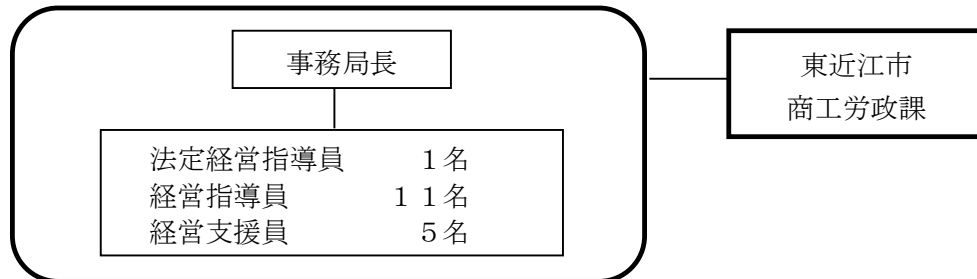 事務局長
法定経営指導員　　　１名
経営指導員　　　　１１名
経営支援員　　　　　５名
東近江市
商工労政課